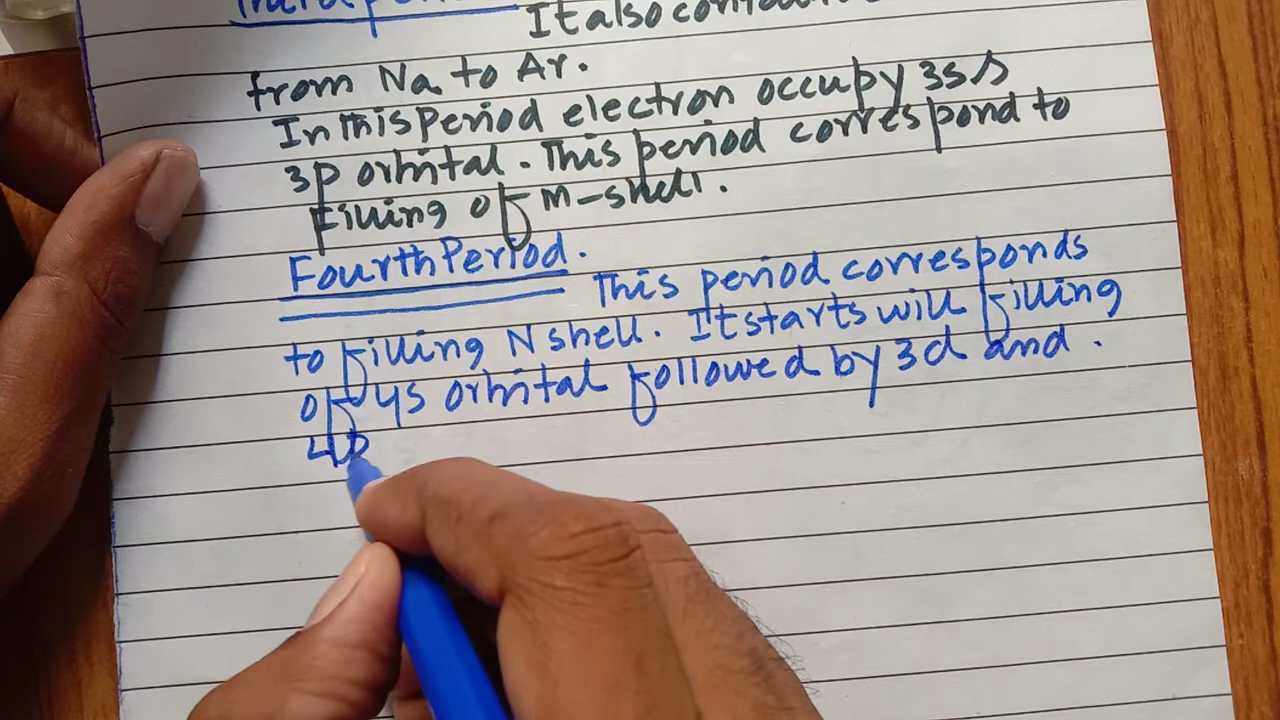 It also
from Na to Ar.
In this Period electron occupy 3s &
3p orbital. This period correspond to
Filling of M-shell.
Fourth Period.
This period corresponds
to filling N shell. It starts will filling
of 4s orbital followed by 3d and.
4p